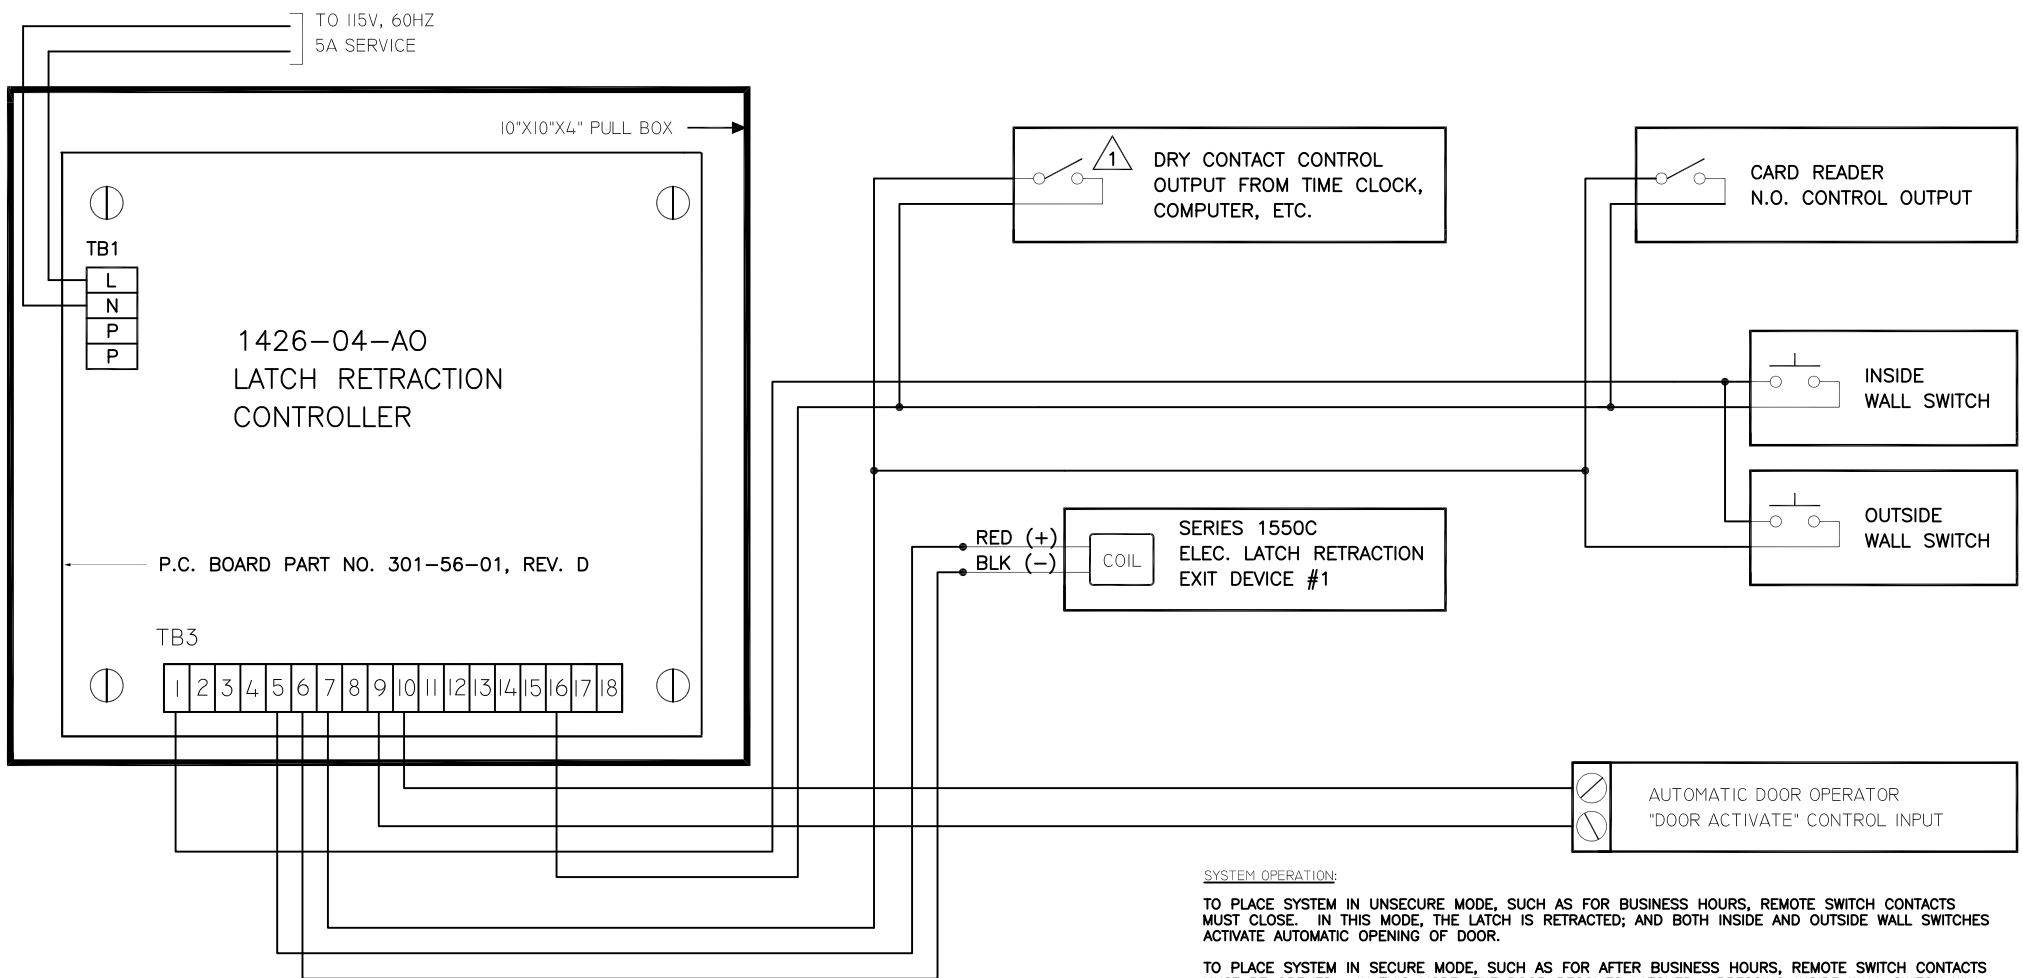 TO 115V, 60HZ
5A SERVICE
10"X10"X4" PULL BOX
TB1
L
N
P
P
1426-04-AO
LATCH RETRACTION
CONTROLLER
P.C. BOARD PART NO. 301-56-01, REV. D
TB3
1 2 3 4 5 6 7 8 9 10 11 12 13 14 15 16 17 18
1
DRY CONTACT CONTROL
OUTPUT FROM TIME CLOCK,
COMPUTER, ETC.
CARD READER
N.O. CONTROL OUTPUT
INSIDE
WALL SWITCH
OUTSIDE
WALL SWITCH
RED (+)
BLK (-)
COIL
SERIES 1550C
ELEC. LATCH RETRACTION
EXIT DEVICE #1
AUTOMATIC DOOR OPERATOR
"DOOR ACTIVATE" CONTROL INPUT
SYSTEM OPERATION:
TO PLACE SYSTEM IN UNSECURE MODE, SUCH AS FOR BUSINESS HOURS, REMOTE SWITCH CONTACTS
MUST CLOSE. IN THIS MODE, THE LATCH IS RETRACTED; AND BOTH INSIDE AND OUTSIDE WALL SWITCHES
ACTIVATE AUTOMATIC OPENING OF DOOR.
TO PLACE SYSTEM IN SECURE MODE, SUCH AS FOR AFTER BUSINESS HOURS, REMOTE SWITCH CONTACTS